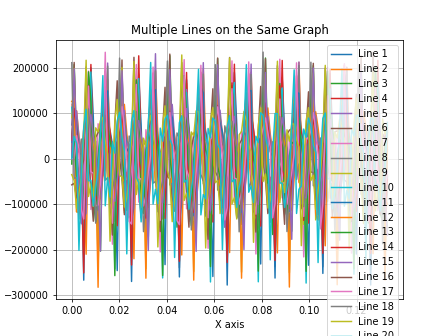 Multiple Lines on the Same Graph
200000
100000
0
−100000
−200000
−300000
0.00
0.02
0.04
0.06
0.08
0.10
X axis
Line 1
Line 2
Line 3
Line 4
Line 5
Line 6
Line 7
Line 8
Line 9
Line 10
Line 11
Line 12
Line 13
Line 14
Line 15
Line 16
Line 17
Line 18
Line 19
Line 20